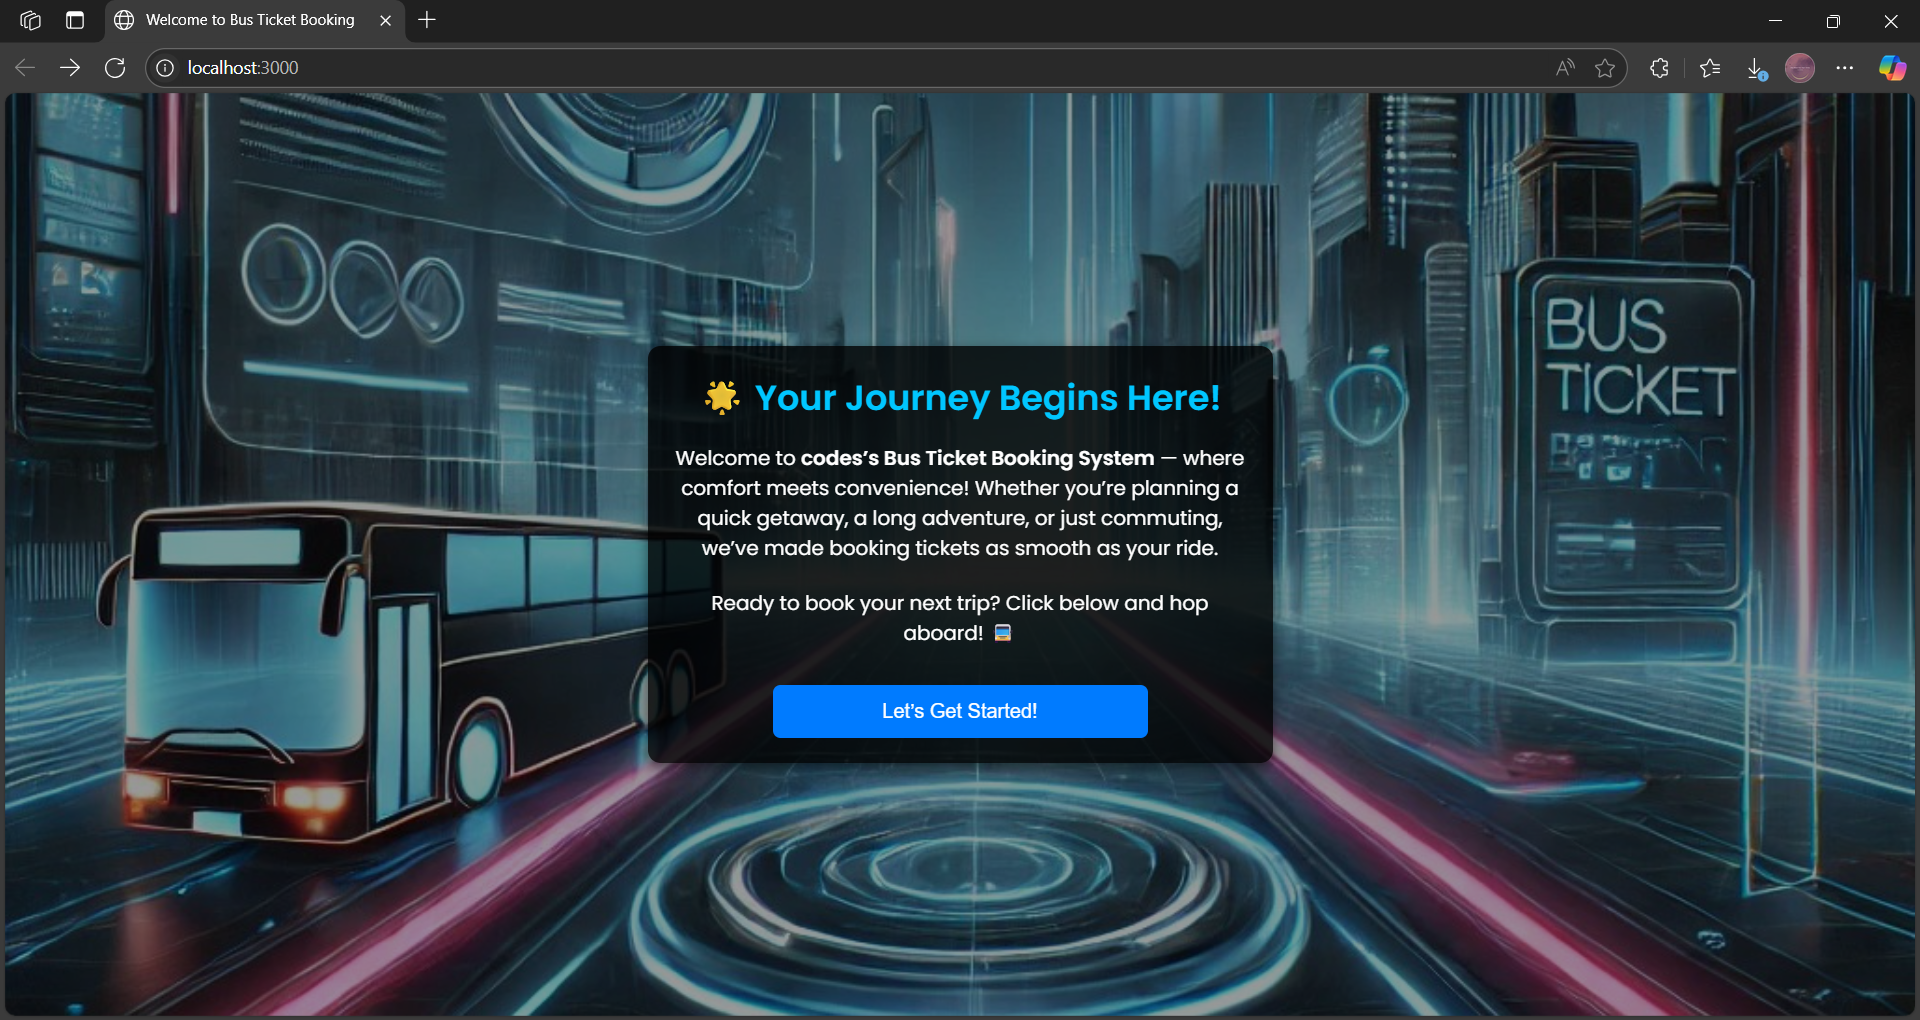 Welcome to Bus Ticket Booking
localhost:3000
BUS
TICKET
🌟 Your Journey Begins Here!
Welcome to codes’s Bus Ticket Booking System — where
comfort meets convenience! Whether you’re planning a
quick getaway, a long adventure, or just commuting,
we’ve made booking tickets as smooth as your ride.
Ready to book your next trip? Click below and hop
aboard! 🚍
Let’s Get Started!